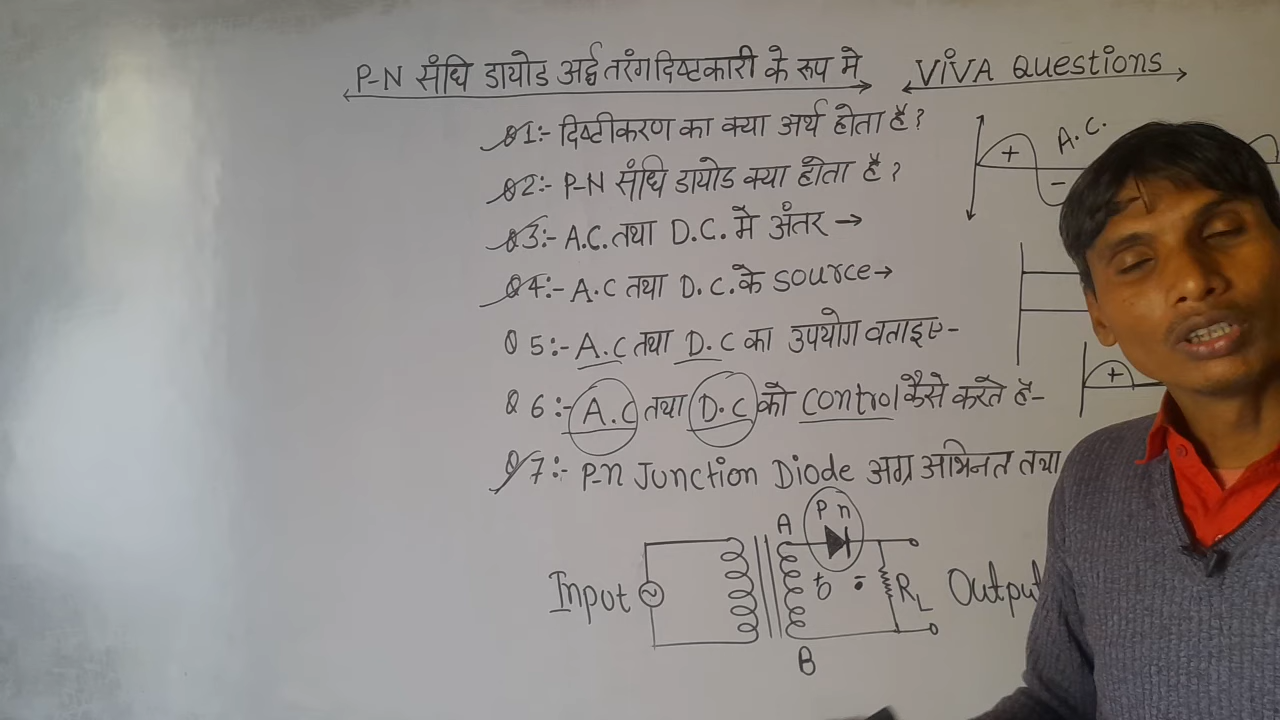 P-N संधि डायोड अर्द्ध तरंग दिष्टकारी के रूप मे VIVA Questions
Q1:- दिष्टीकरण का क्या अर्थ होता है?
Q2:- P-N संधि डायोड क्या होता है?
Q3:- A.C. तथा D.C. मे अंतर →
Q4:- A.C तथा D.C. के source →
Q5:- A.C तथा D.C का उपयोग वताइए-
Q6:- A.C तथा D.C को control कैसे करते है-
Q7:- P-n Junction Diode अग्र अभिनत तथा
A.C.
+
-
+
A
P n
Input
RL
Output
B